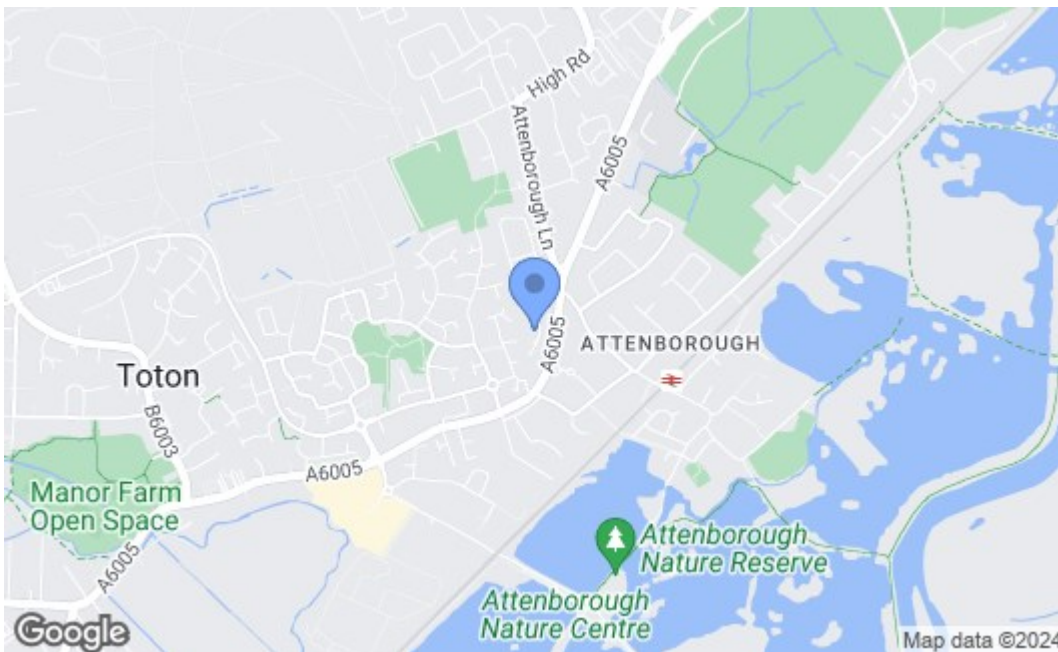 High Rd
Attenborough Ln
A6005
A6005
ATTENBOROUGH
Toton
B6003
A6005
Manor Farm
Open Space
A6005
Attenborough
Nature Reserve
Attenborough
Nature Centre
Google
Map data ©2024